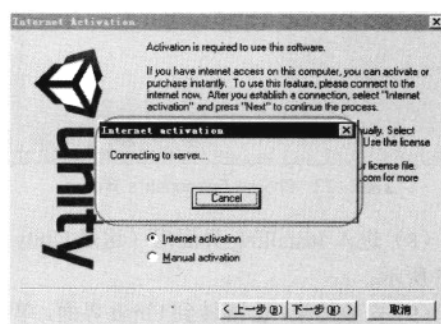 Internet Activation
Activation is required to use this software.
If you have internet access on this computer, you can activate or
purchase instantly. To use this feature, please connect to the
internet now. After you establish a connection, select "Internet
activation" and press "Next" to continue the process.
Internet activation
ually. Select
Use the license
Connecting to server...
license file.
.com for more
Cancel
unity
Internet activation
Manual activation
< 上一步(B)
下一步(N) >
取消